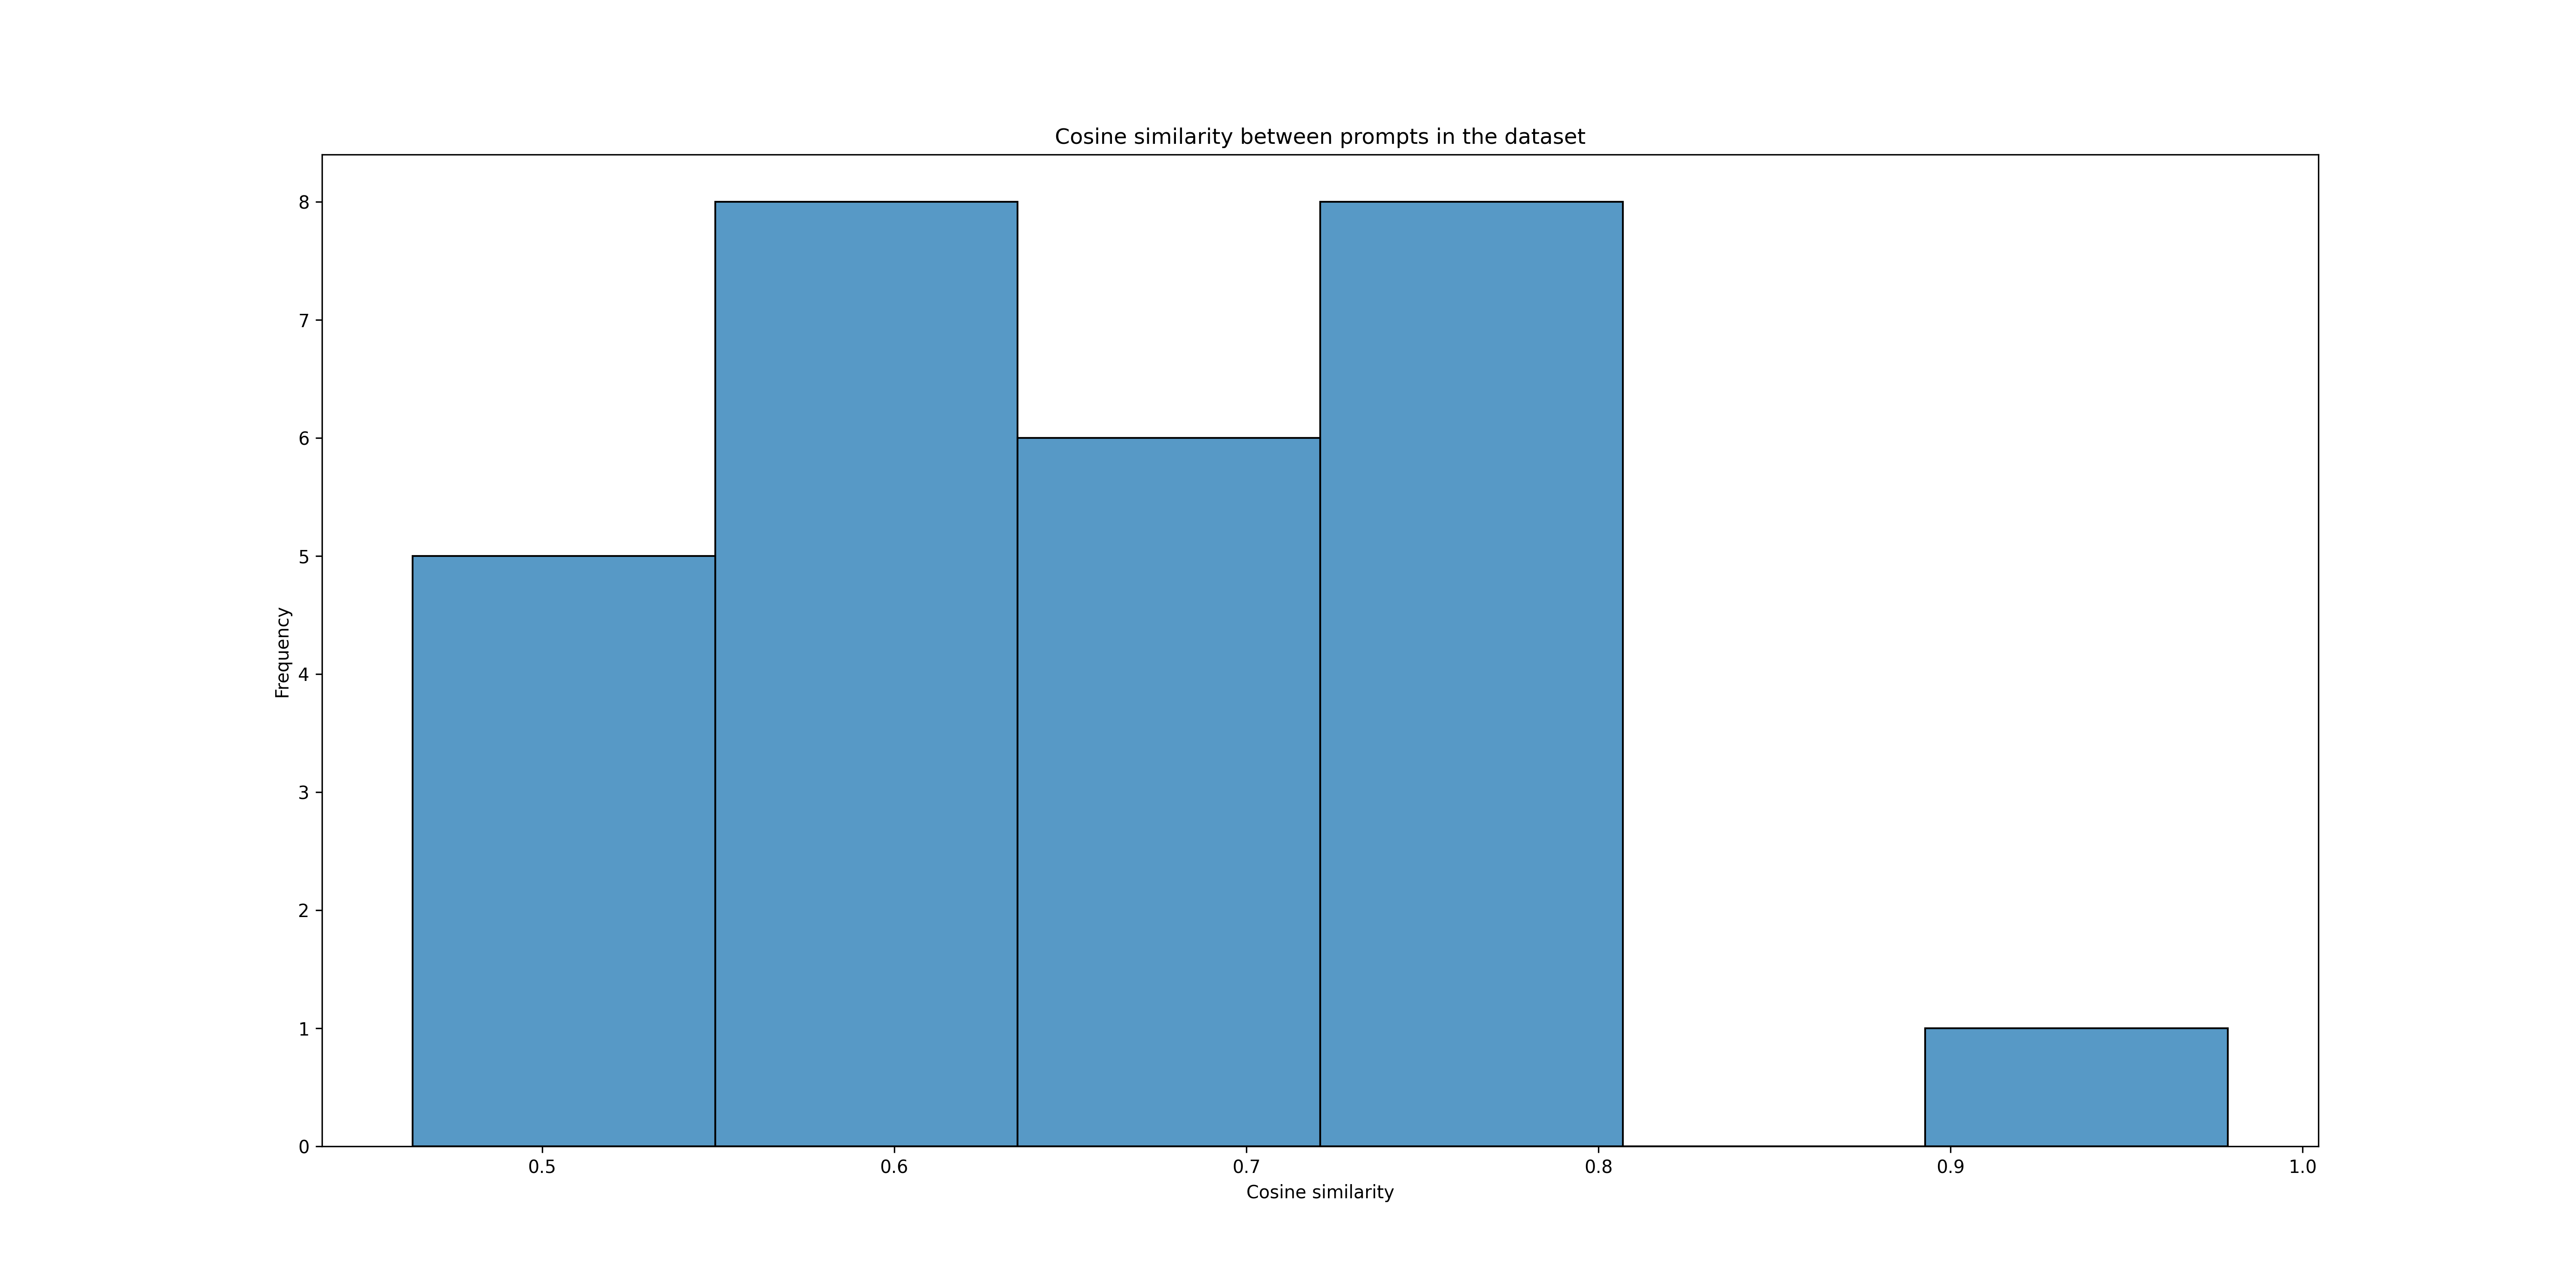 Cosine similarity between prompts in the dataset
8
7
6
5
4
3
2
1
0
Frequency
0.5 0.6 0.7 0.8 0.9 1.0
Cosine similarity